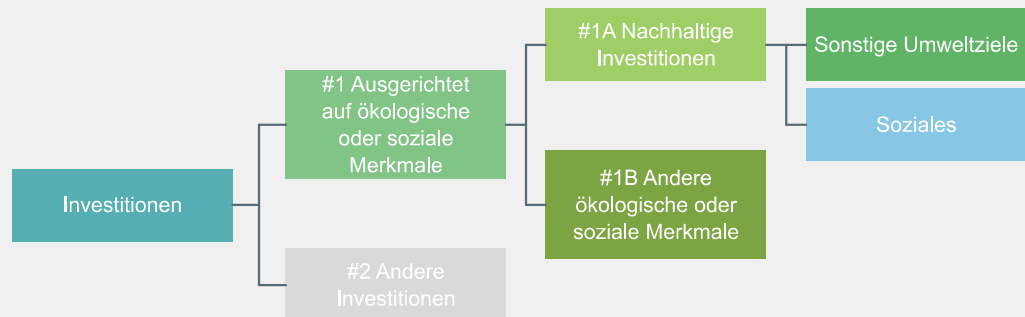 Investitionen
#1 Ausgerichtet
auf ökologische
oder soziale
Merkmale
#2 Andere
Investitionen
#1A Nachhaltige
Investitionen
#1B Andere
ökologische oder
soziale Merkmale
Sonstige Umweltziele
Soziales